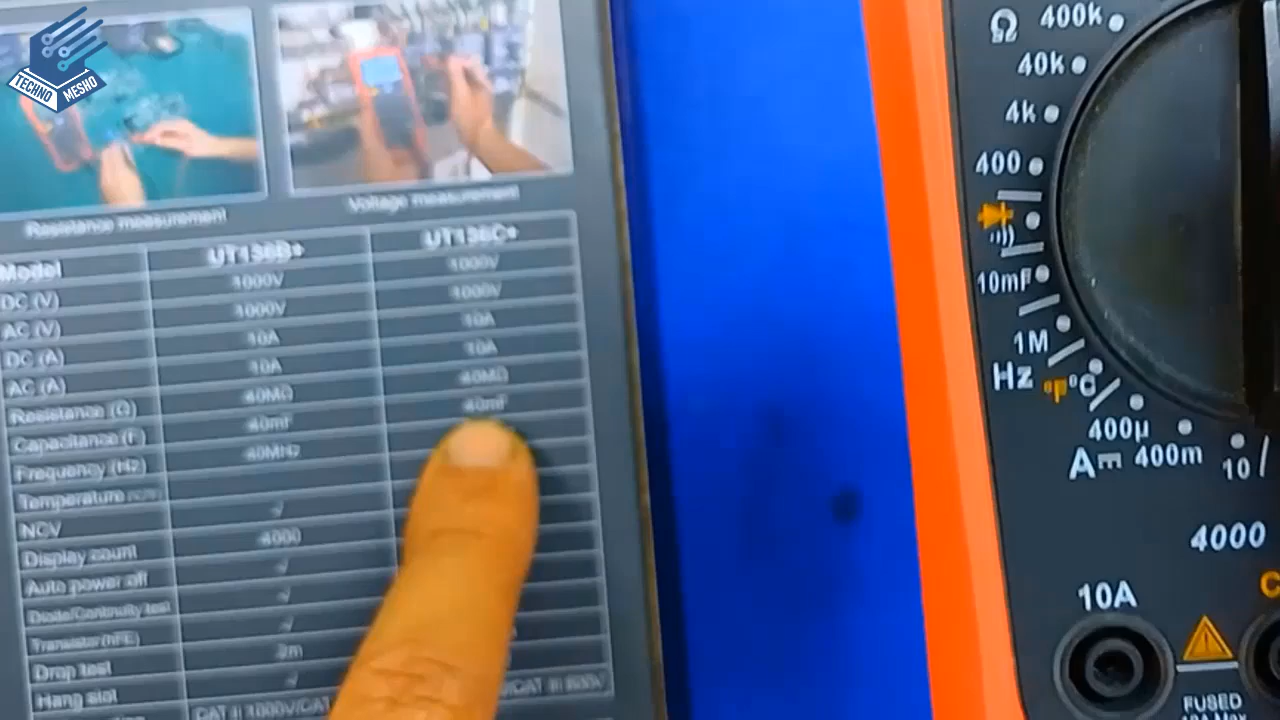 TECHNO MESHO
Resistance measurement
Voltage measurement
Model UT136B+ UT136C+
DC (V) 1000V 1000V
AC (V) 1000V 1000V
DC (A) 10A 10A
AC (A) 10A 10A
Resistance (Ω) 40MΩ 40MΩ
Capacitance (F) 40mF 40mF
Frequency (Hz) 40MHz
Temperature
NCV √
Display count 4000
Auto power off √
Diode/Continuity test √
Transistor (hFE) √
Drop test 2m
Hang slot √
CAT II 1000V/CAT
/CAT III 600V
Ω 400k
40k
4k
400
10mF
1M
Hz °F °C
400μ
A 400m
10
4000
10A
FUSED